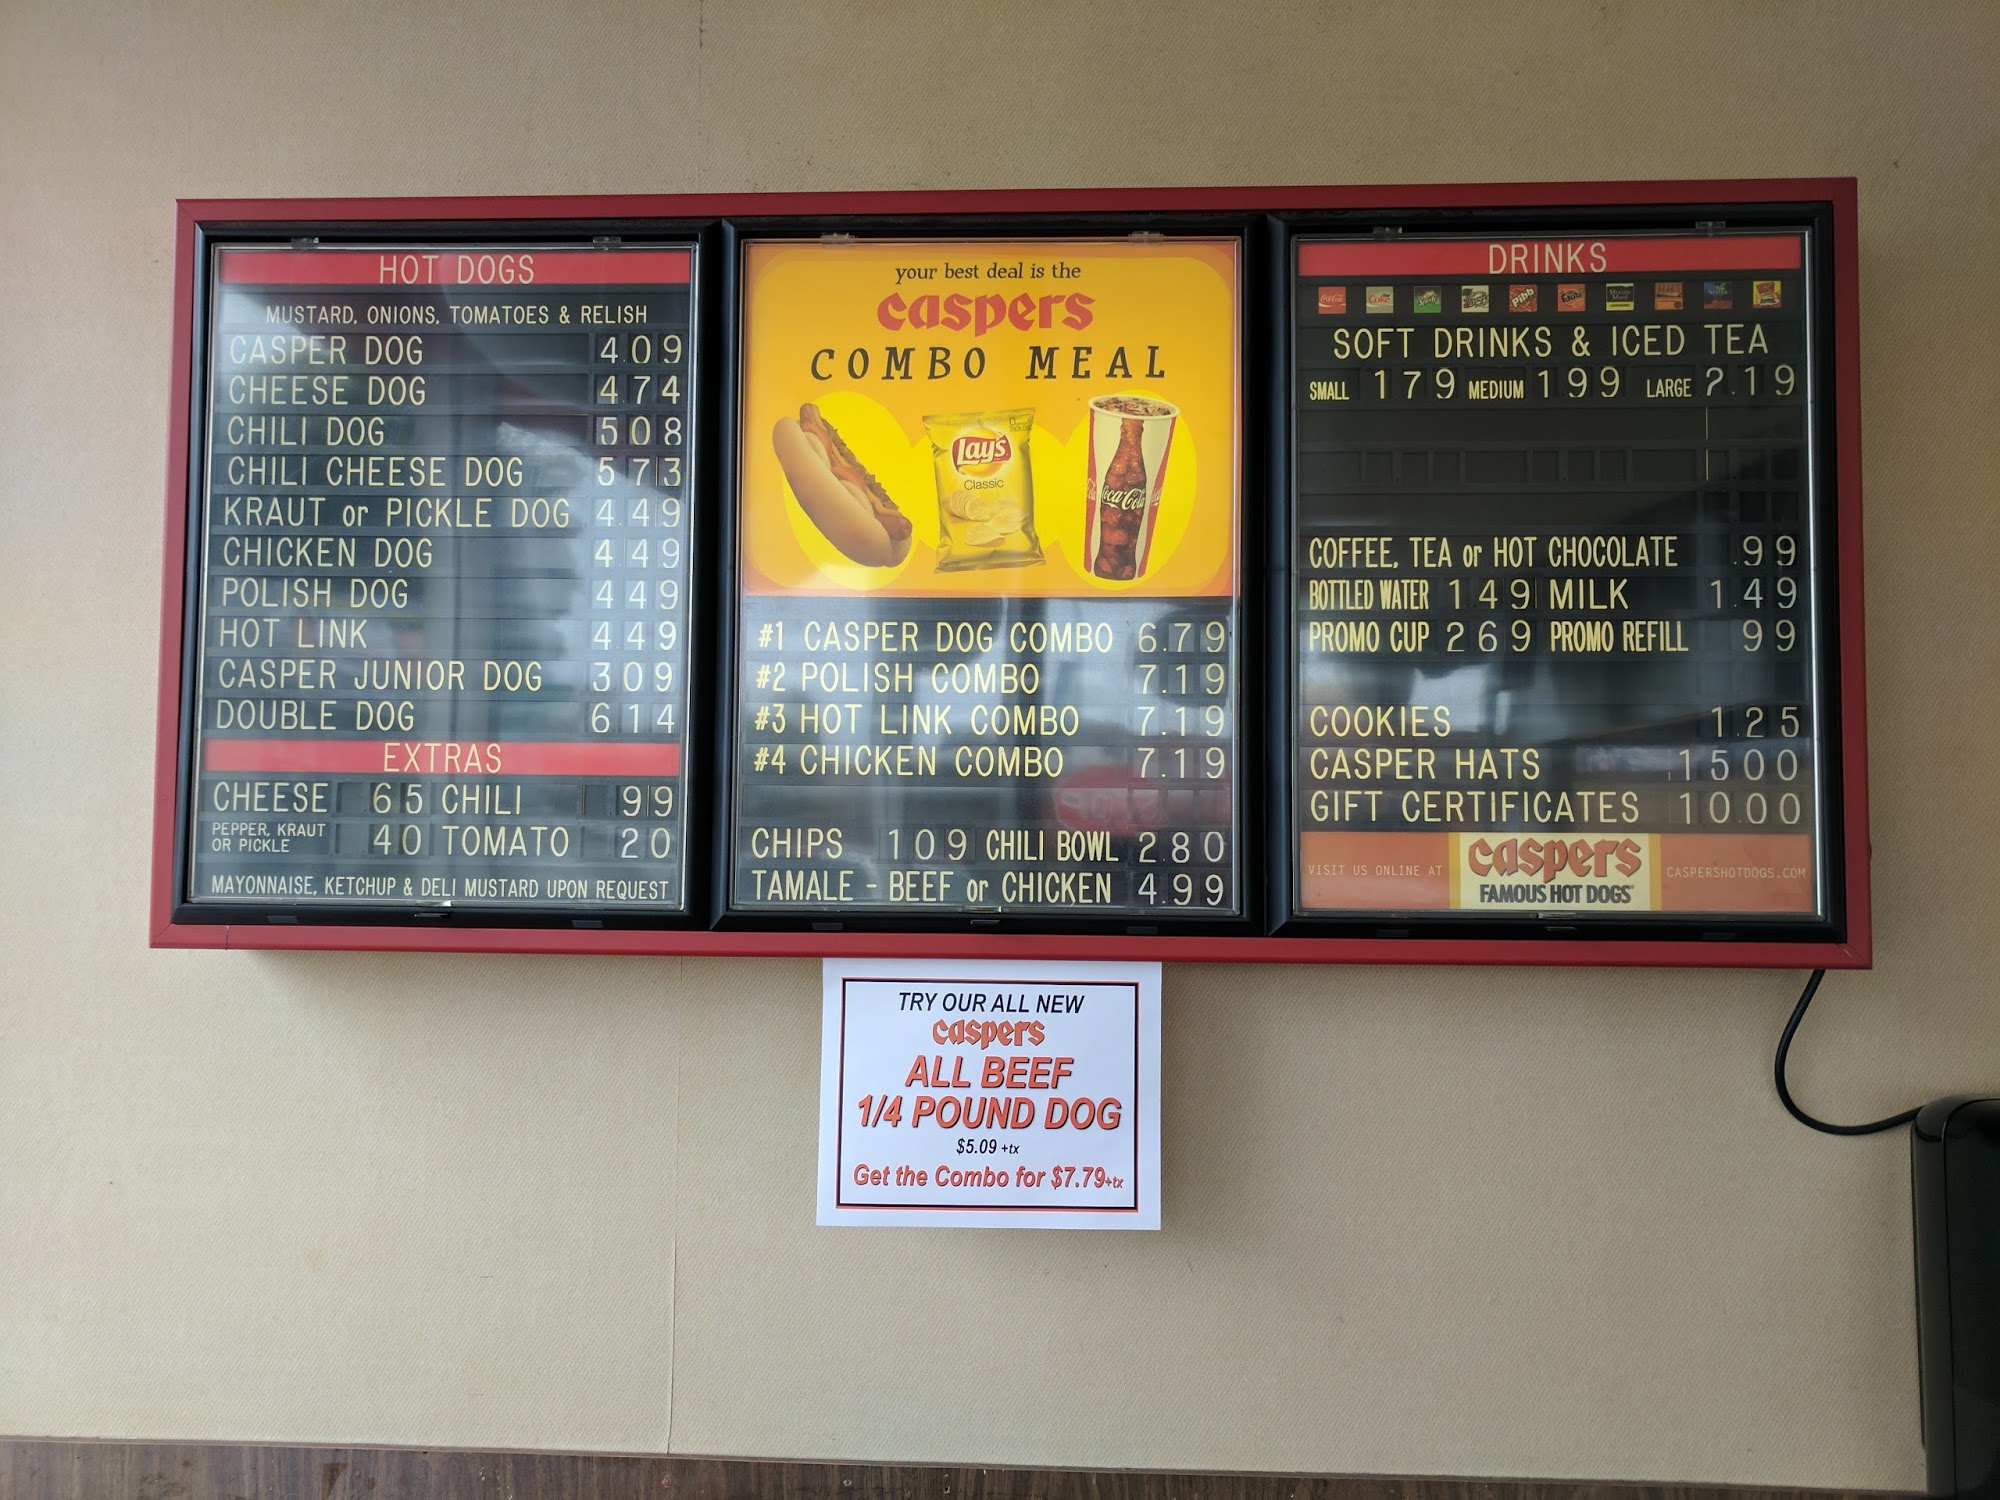 HOT DOGS
MUSTARD, ONIONS, TOMATOES & RELISH
CASPER DOG 4.09
CHEESE DOG 4 74
CHILI DOG 5 08
CHILI CHEESE DOG 5 73
KRAUT or PICKLE DOG 4.49
CHICKEN DOG 4 49
POLISH DOG 4 49
HOT LINK 4 49
CASPER JUNIOR DOG 3 09
DOUBLE DOG 6 14
EXTRAS
CHEESE 65 CHILI 99
PEPPER, KRAUT
OR PICKLE 40 TOMATO 20
MAYONNAISE, KETCHUP & DELI MUSTARD UPON REQUEST
your best deal is the
caspers
COMBO MEAL
Lay's
Classic
Coca-Cola
#1 CASPER DOG COMBO 6.79
#2 POLISH COMBO 7.19
#3 HOT LINK COMBO 7.19
#4 CHICKEN COMBO 7.19
CHIPS 1 09 CHILI BOWL 2 80
TAMALE - BEEF or CHICKEN 4.99
DRINKS
SOFT DRINKS & ICED TEA
SMALL 1 79 MEDIUM 1 99 LARGE 2.19
COFFEE, TEA or HOT CHOCOLATE .99
BOTTLED WATER 1 49 MILK 1.49
PROMO CUP 2 69 PROMO REFILL 99
COOKIES 1.25
CASPER HATS 15 00
GIFT CERTIFICATES 10.00
VISIT US ONLINE AT
caspers
FAMOUS HOT DOGS
CASPERSHOTDOGS.COM
TRY OUR ALL NEW
caspers
ALL BEEF
1/4 POUND DOG
$5.09 +tx
Get the Combo for $7.79+tx